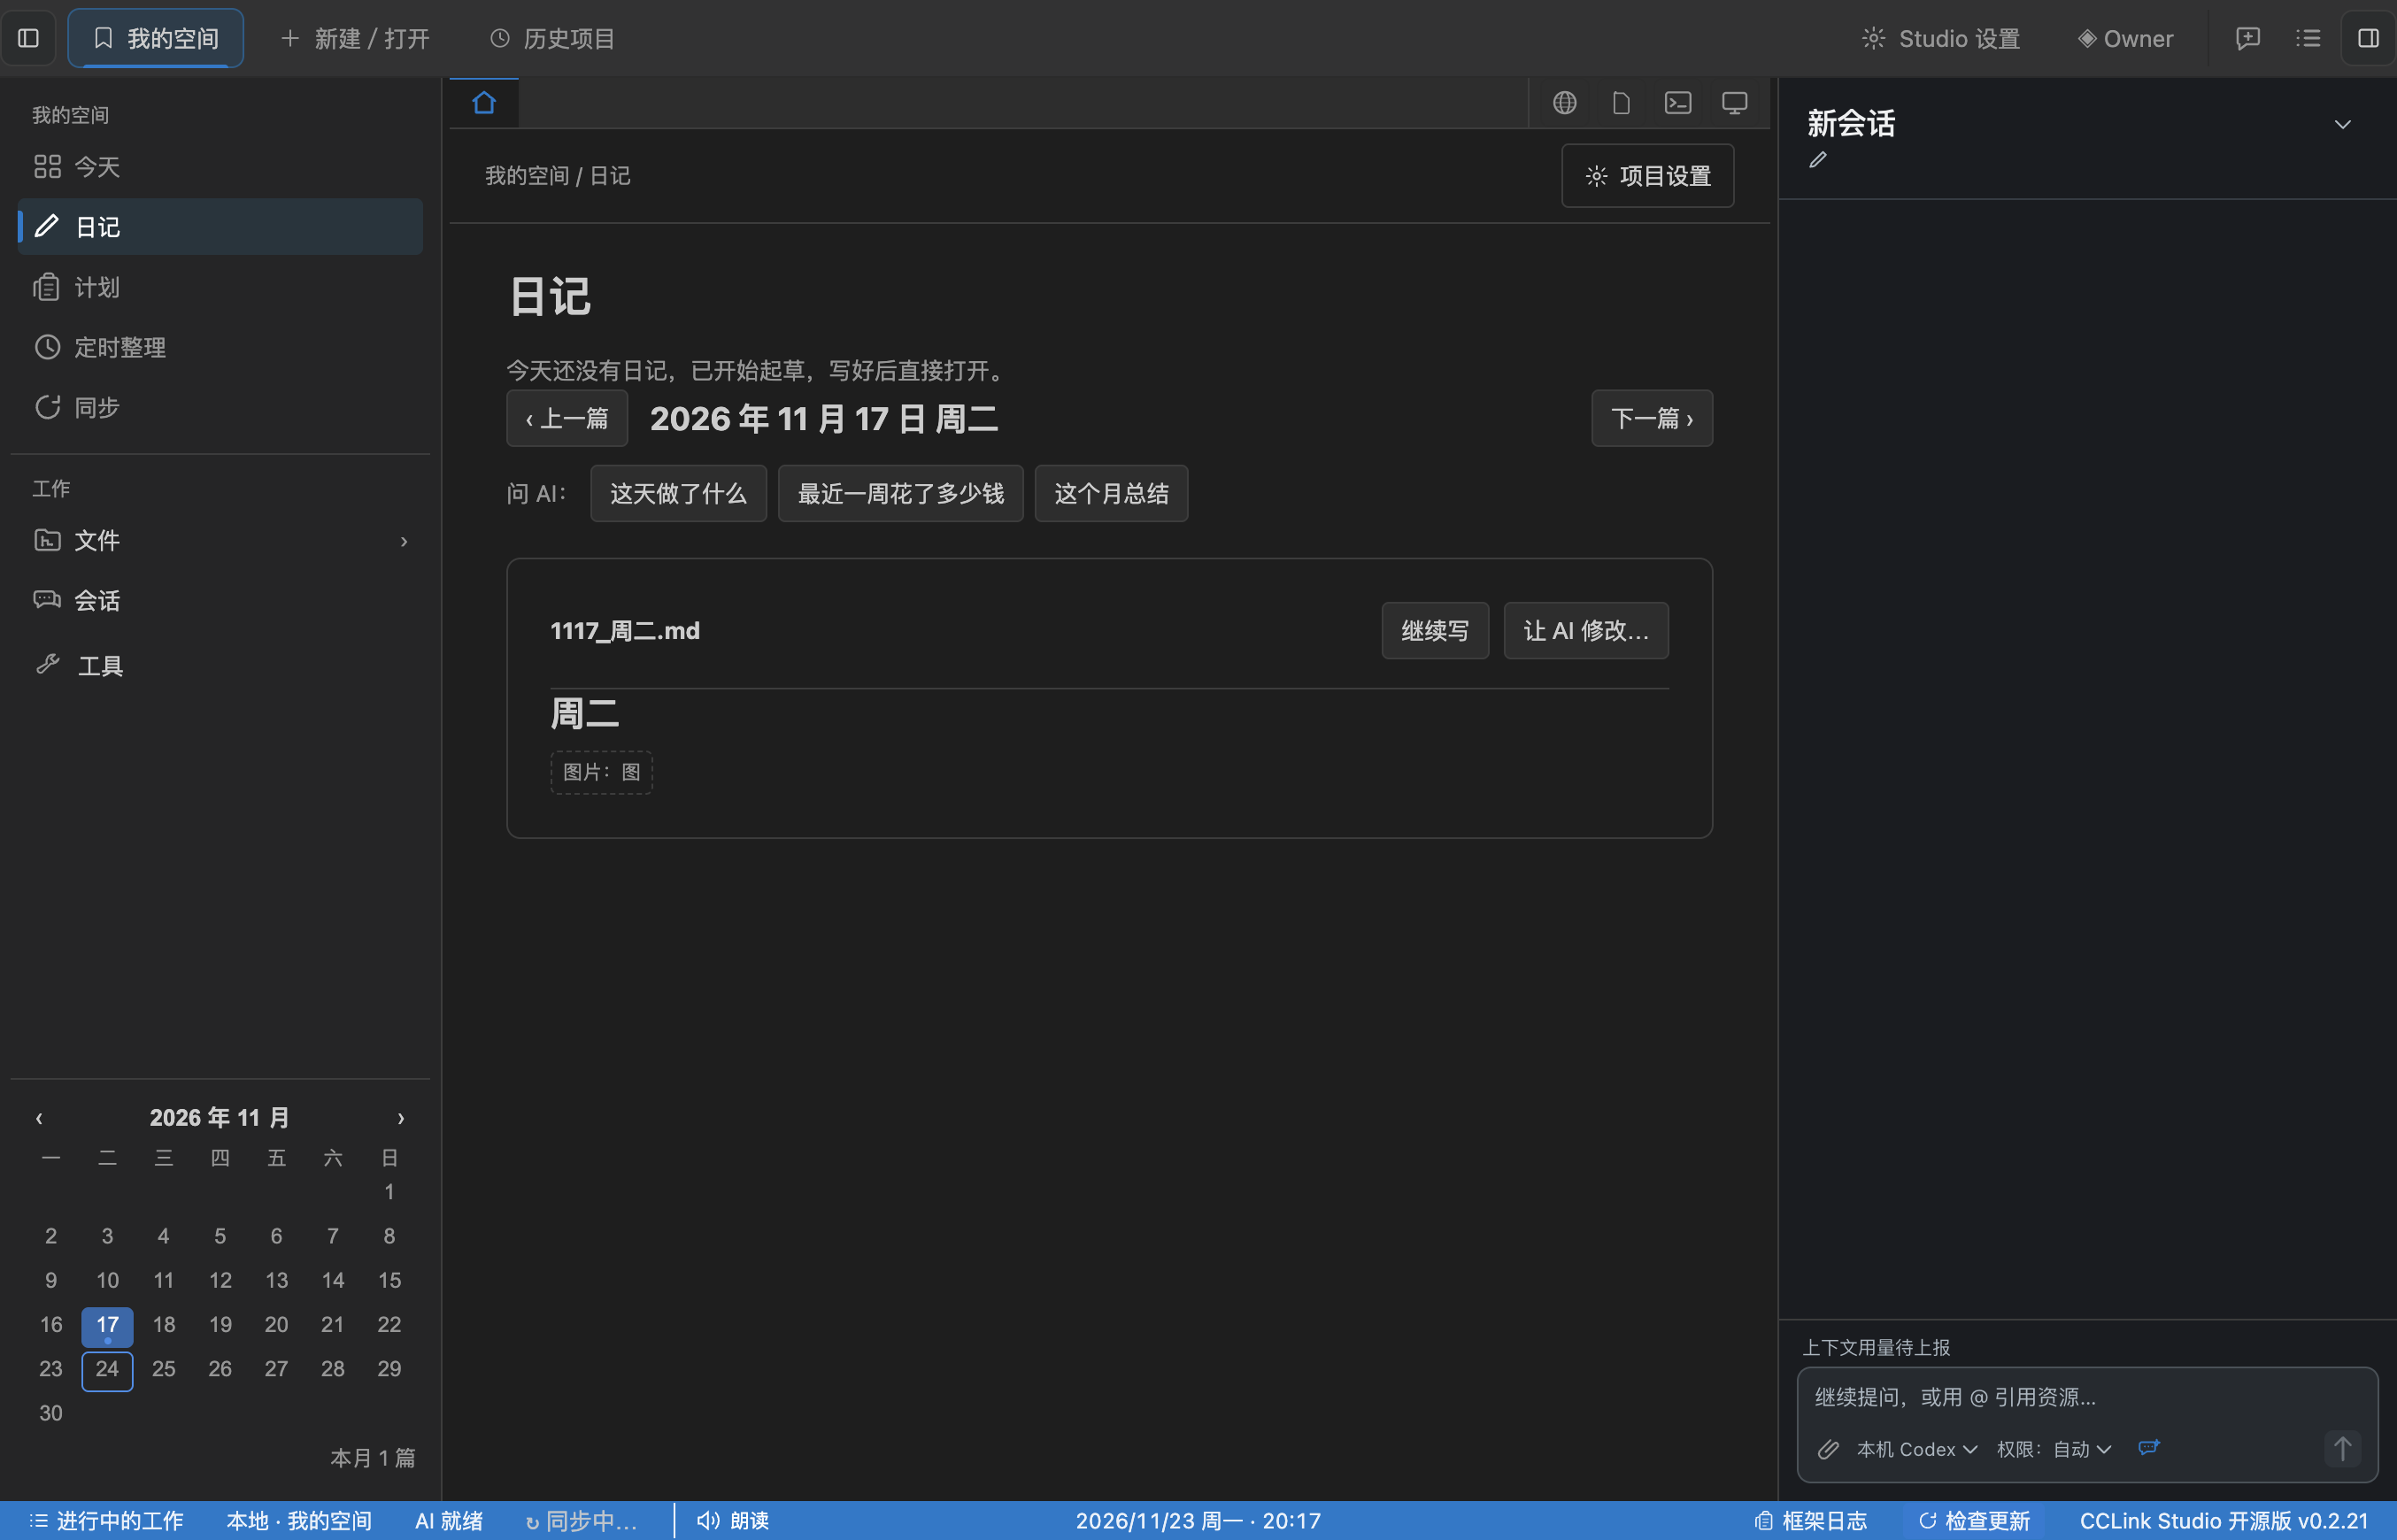 我的空间
新建 / 打开
历史项目
Studio 设置
Owner
我的空间
今天
日记
计划
定时整理
同步
工作
文件
会话
工具
2026 年 11 月
一 二 三 四 五 六 日
1
2 3 4 5 6 7 8
9 10 11 12 13 14 15
16 17 18 19 20 21 22
23 24 25 26 27 28 29
30
本月 1 篇
我的空间 / 日记
项目设置
日记
今天还没有日记，已开始起草，写好后直接打开。
‹ 上一篇
2026 年 11 月 17 日 周二
下一篇 ›
问 AI：
这天做了什么
最近一周花了多少钱
这个月总结
1117_周二.md
继续写
让 AI 修改...
周二
图片：图
新会话
上下文用量待上报
继续提问，或用 @ 引用资源...
本机 Codex
权限：自动
进行中的工作
本地 · 我的空间
AI 就绪
同步中...
朗读
2026/11/23 周一 · 20:17
框架日志
检查更新
CCLink Studio 开源版 v0.2.21